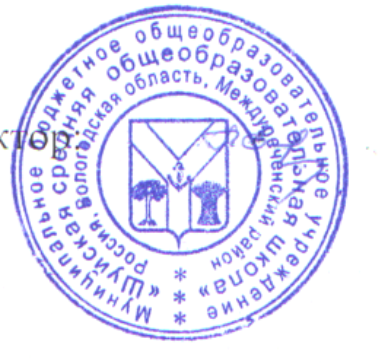 ктор:
Муниципальное бюджетное общеобразовательное учреждение
«Шуйская средняя общеобразовательная школа»
Россия, Вологодская область, Междуреченский район
* * *